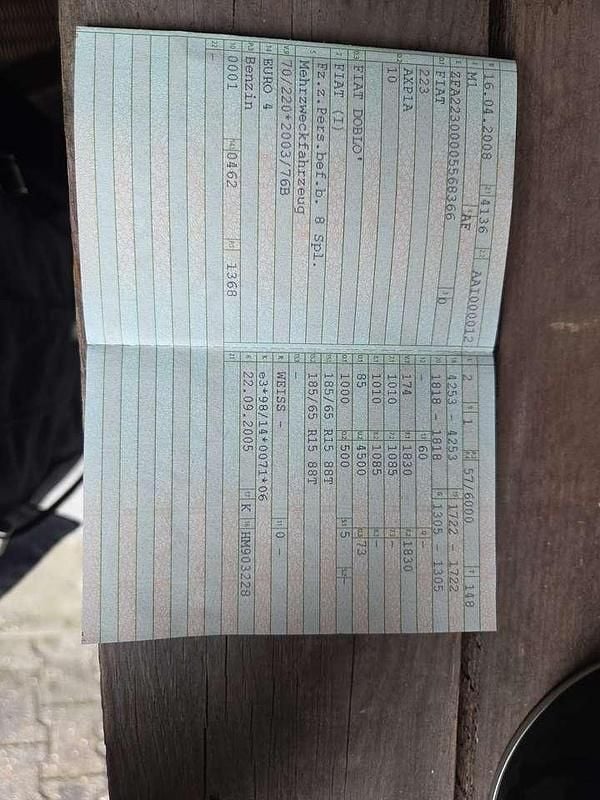 16.04.2008 4136 AAY000012
M1 AF
ZFA22300005568366
FIAT D
223
AXP1A
10
FIAT DOBLO'
FIAT (I)
Fz.z.Pers.bef.b. 8 Spl.
Mehrzweckfahrzeug
70/220*2003/76B
EURO 4
Benzin
0001 0462 1368
-
2 1 57/6000 148
4253 - 4253 1722 - 1722
1818 - 1818 1305 - 1305
- 60 -
174 1830 1830
1010 1085 -
1010 1085 -
85 4500 73
1000 500 5 -
185/65 R15 88T
185/65 R15 88T
-
WEISS - 0 -
e3*98/14*0071*06
22.09.2005 K HM903228